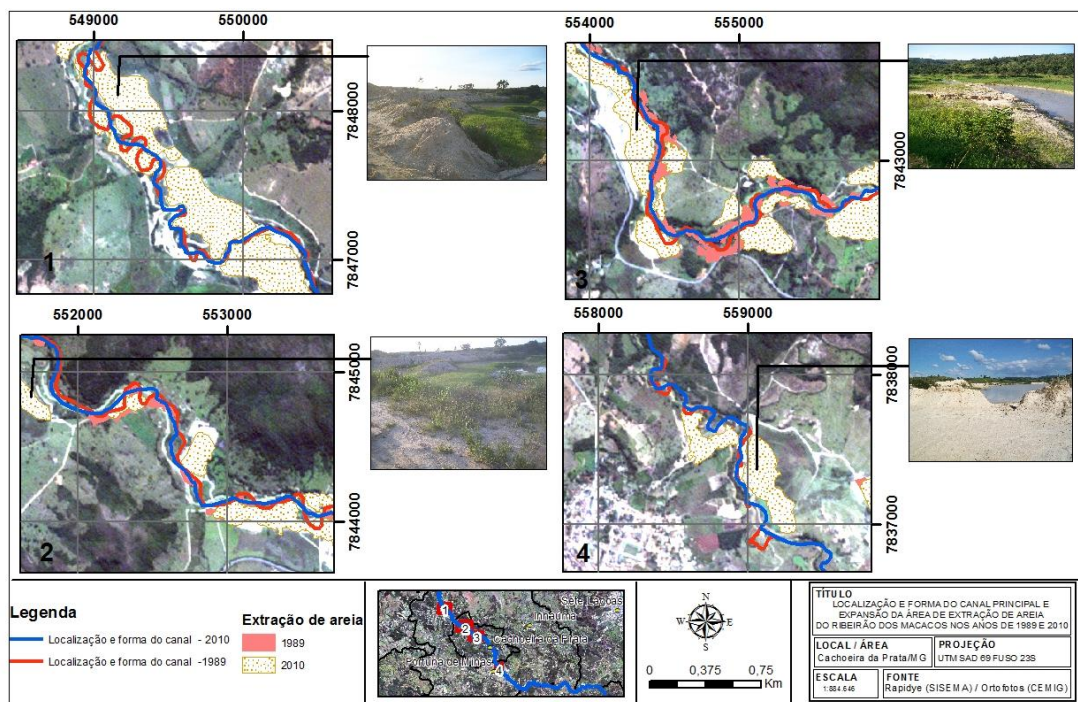 549000 550000
7848000
7847000
1
554000 555000
7843000
3
552000 553000
7845000
7844000
2
558000 559000
7838000
7837000
4
Legenda
Localização e forma do canal - 2010
Localização e forma do canal -1989
Extração de areia
1989
2010
1
2
3
4
Sete Lagoas
Inhaúma
Cachoeira da Prata
Fortuna de Minas
N
W E
S
0 0,375 0,75
Km
TÍTULO
LOCALIZAÇÃO E FORMA DO CANAL PRINCIPAL E
EXPANSÃO DA ÁREA DE EXTRAÇÃO DE AREIA
DO RIBEIRÃO DOS MACACOS NOS ANOS DE 1989 E 2010
LOCAL / ÁREA
Cachoeira da Prata/MG
PROJEÇÃO
UTM SAD 69 FUSO 23S
ESCALA
1:884.646
FONTE
Rapidye (SISEMA) / Ortofotos (CEMIG)